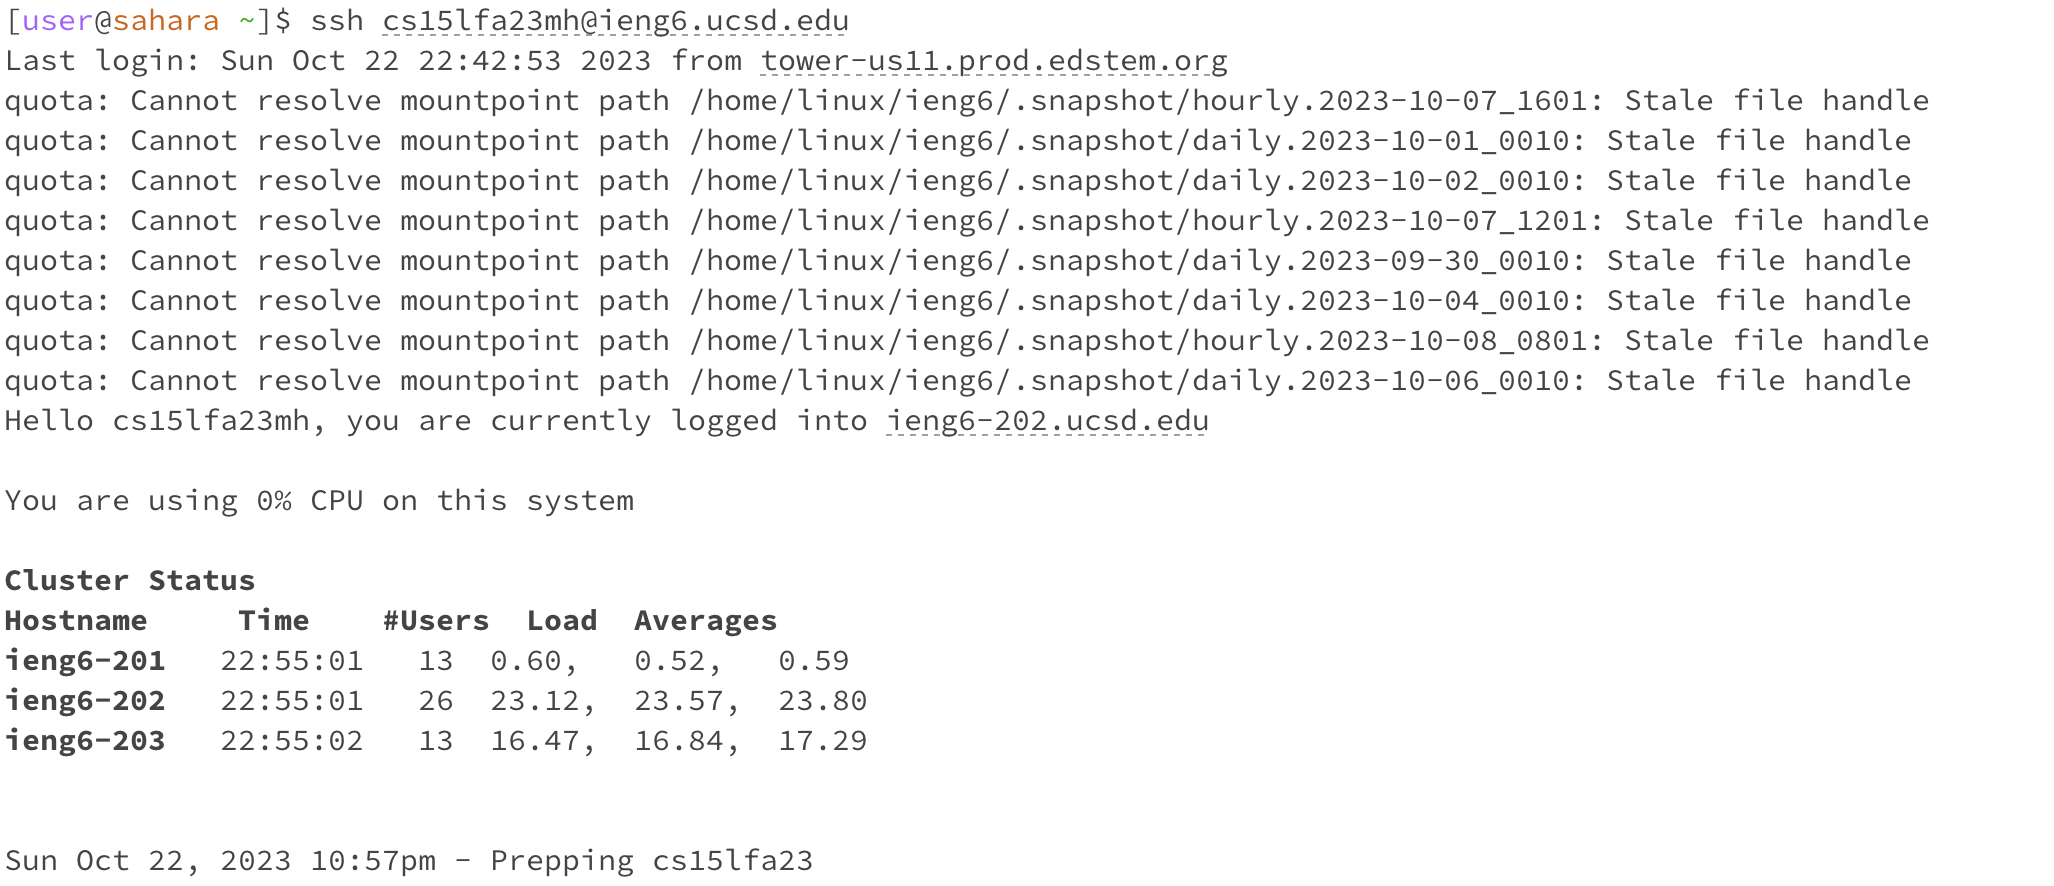 [user@sahara ~]$ ssh cs15lfa23mh@ieng6.ucsd.edu
Last login: Sun Oct 22 22:42:53 2023 from tower-us11.prod.edstem.org
quota: Cannot resolve mountpoint path /home/linux/ieng6/.snapshot/hourly.2023-10-07_1601: Stale file handle
quota: Cannot resolve mountpoint path /home/linux/ieng6/.snapshot/daily.2023-10-01_0010: Stale file handle
quota: Cannot resolve mountpoint path /home/linux/ieng6/.snapshot/daily.2023-10-02_0010: Stale file handle
quota: Cannot resolve mountpoint path /home/linux/ieng6/.snapshot/hourly.2023-10-07_1201: Stale file handle
quota: Cannot resolve mountpoint path /home/linux/ieng6/.snapshot/daily.2023-09-30_0010: Stale file handle
quota: Cannot resolve mountpoint path /home/linux/ieng6/.snapshot/daily.2023-10-04_0010: Stale file handle
quota: Cannot resolve mountpoint path /home/linux/ieng6/.snapshot/hourly.2023-10-08_0801: Stale file handle
quota: Cannot resolve mountpoint path /home/linux/ieng6/.snapshot/daily.2023-10-06_0010: Stale file handle
Hello cs15lfa23mh, you are currently logged into ieng6-202.ucsd.edu
You are using 0% CPU on this system
Cluster Status
Hostname     Time    #Users  Load  Averages
ieng6-201   22:55:01   13  0.60,   0.52,   0.59
ieng6-202   22:55:01   26  23.12,  23.57,  23.80
ieng6-203   22:55:02   13  16.47,  16.84,  17.29
Sun Oct 22, 2023 10:57pm - Prepping cs15lfa23